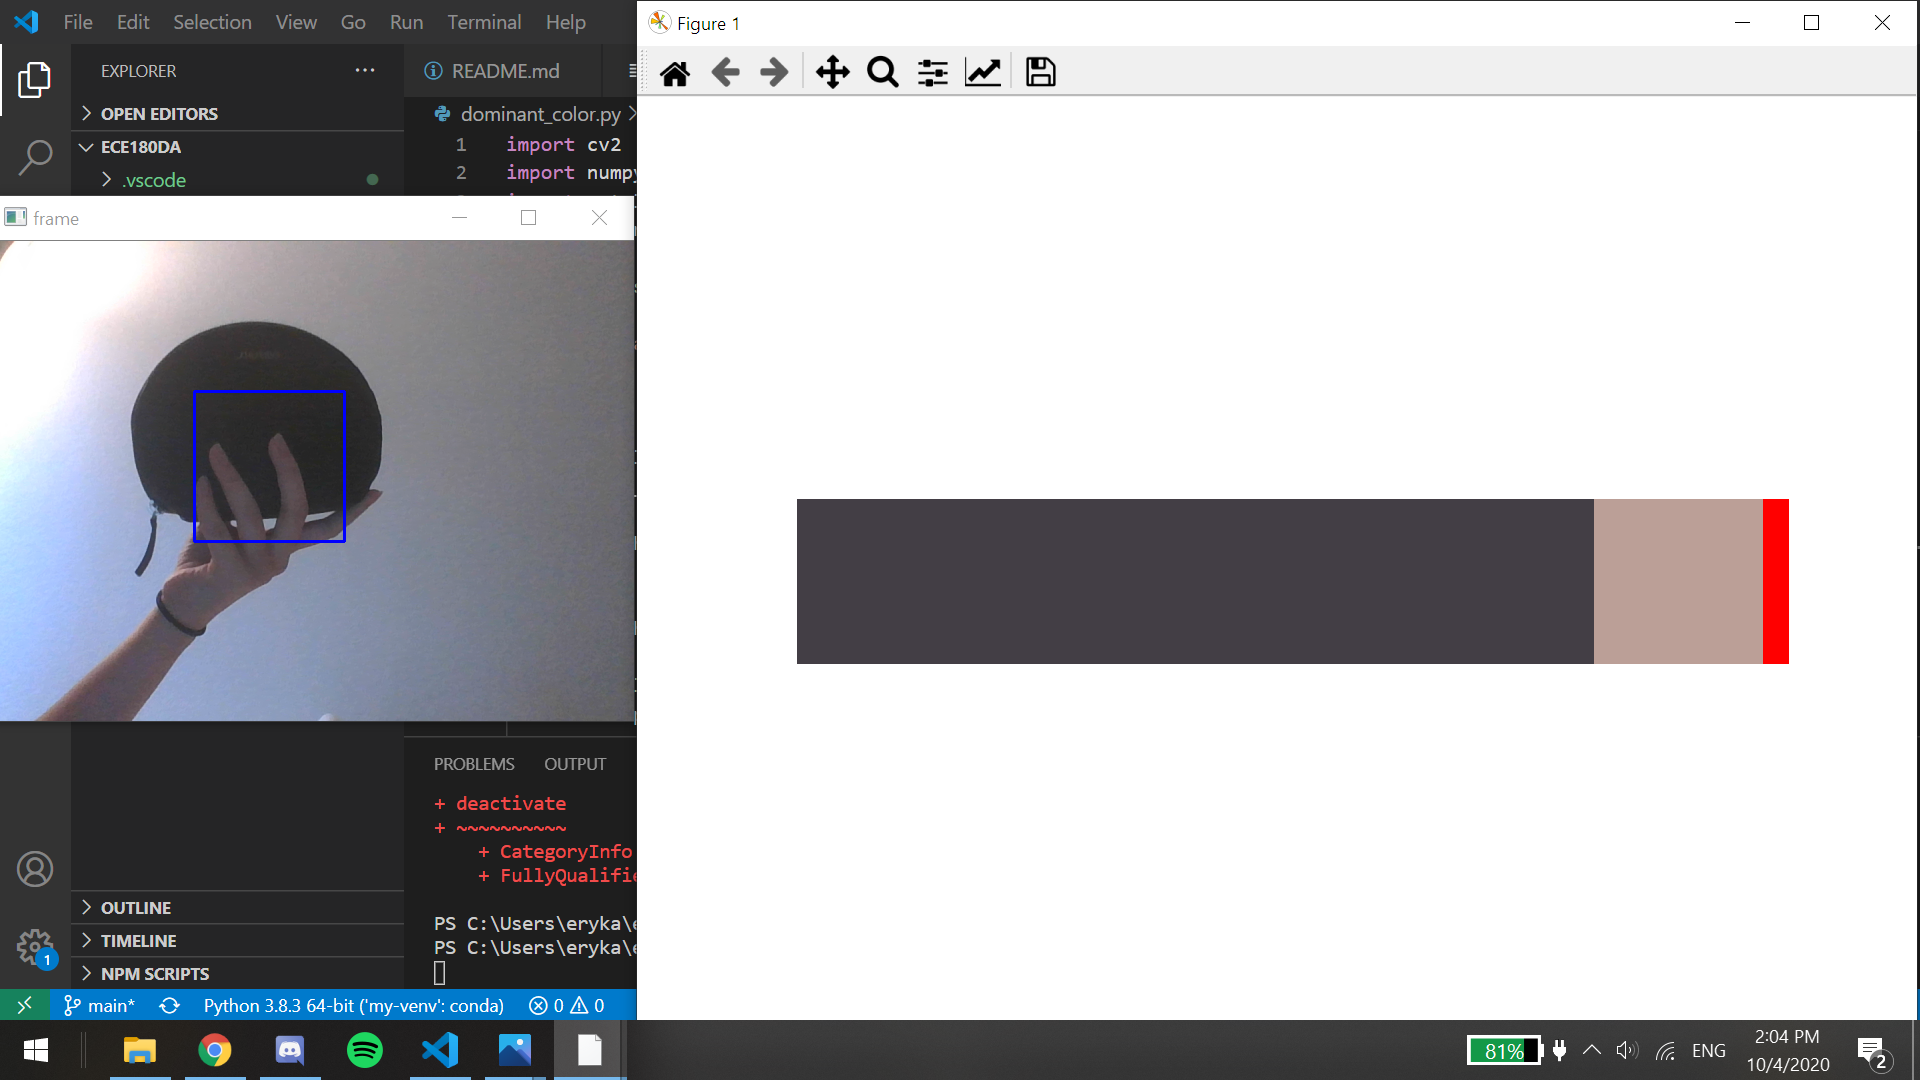 File Edit Selection View Go Run Terminal Help
Figure 1
EXPLORER
README.md
OPEN EDITORS
dominant_color.py
ECE180DA
1 import cv2
.vscode
2 import numpy
frame
PROBLEMS OUTPUT
+ deactivate
+ ~~~~~~~~~~
+ CategoryInfo
+ FullyQualifie
OUTLINE
PS C:\Users\eryka\e
TIMELINE
PS C:\Users\eryka\e
1
NPM SCRIPTS
main* Python 3.8.3 64-bit ('my-venv': conda) 0 0
81% ENG
2:04 PM
10/4/2020
2